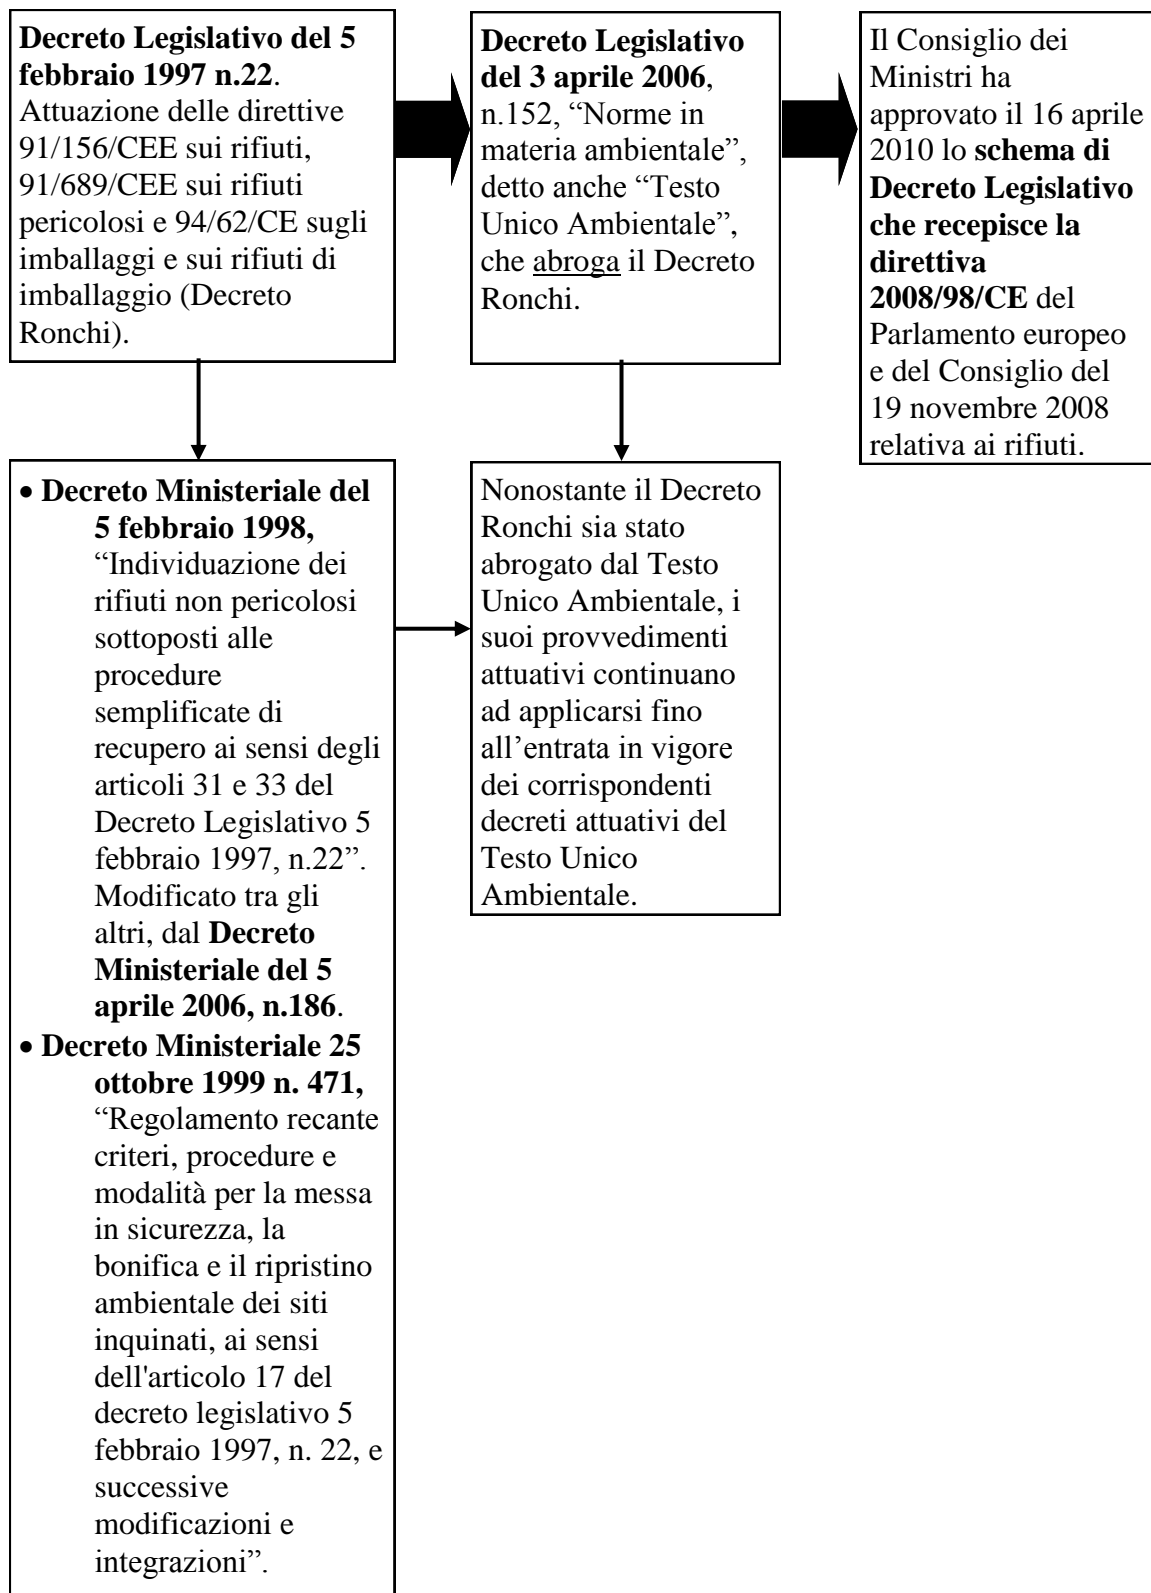 Decreto Legislativo del 5
febbraio 1997 n.22.
Attuazione delle direttive
91/156/CEE sui rifiuti,
91/689/CEE sui rifiuti
pericolosi e 94/62/CE sugli
imballaggi e sui rifiuti di
imballaggio (Decreto
Ronchi).
Decreto Legislativo
del 3 aprile 2006,
n.152, “Norme in
materia ambientale”,
detto anche “Testo
Unico Ambientale”,
che abroga il Decreto
Ronchi.
Il Consiglio dei
Ministri ha
approvato il 16 aprile
2010 lo schema di
Decreto Legislativo
che recepisce la
direttiva
2008/98/CE del
Parlamento europeo
e del Consiglio del
19 novembre 2008
relativa ai rifiuti.
• Decreto Ministeriale del
5 febbraio 1998,
“Individuazione dei
rifiuti non pericolosi
sottoposti alle
procedure
semplificate di
recupero ai sensi degli
articoli 31 e 33 del
Decreto Legislativo 5
febbraio 1997, n.22”.
Modificato tra gli
altri, dal Decreto
Ministeriale del 5
aprile 2006, n.186.
• Decreto Ministeriale 25
ottobre 1999 n. 471,
“Regolamento recante
criteri, procedure e
modalità per la messa
in sicurezza, la
bonifica e il ripristino
ambientale dei siti
inquinati, ai sensi
dell'articolo 17 del
decreto legislativo 5
febbraio 1997, n. 22, e
successive
modificazioni e
integrazioni”.
Nonostante il Decreto
Ronchi sia stato
abrogato dal Testo
Unico Ambientale, i
suoi provvedimenti
attuativi continuano
ad applicarsi fino
all’entrata in vigore
dei corrispondenti
decreti attuativi del
Testo Unico
Ambientale.